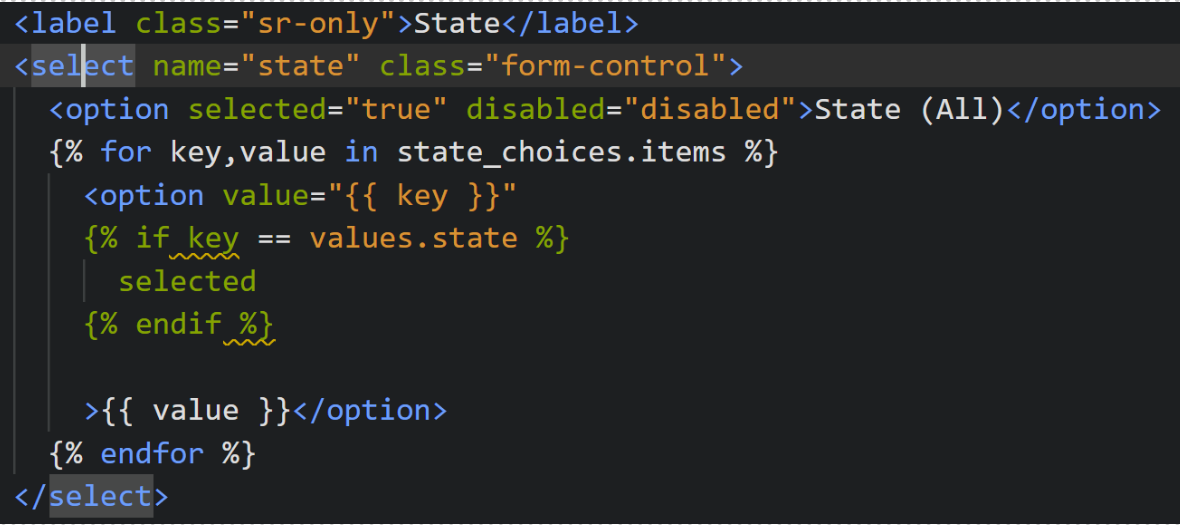 <label class="sr-only">State</label>
<select name="state" class="form-control">
<option selected="true" disabled="disabled">State (All)</option>
{% for key,value in state_choices.items %}
<option value="{{ key }}"
{% if key == values.state %}
selected
{% endif %}
>{{ value }}</option>
{% endfor %}
</select>